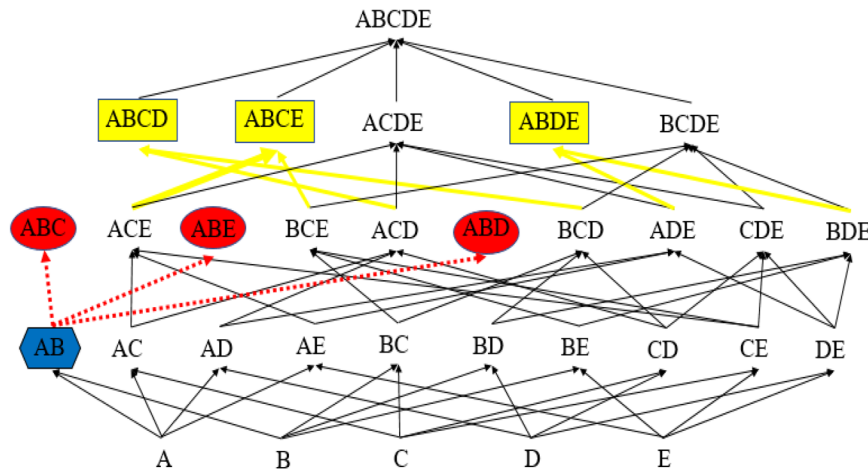 ABCDE
ABCD ABCE ACDE ABDE BCDE
ABC ACE ABE BCE ACD ABD BCD ADE CDE BDE
AB AC AD AE BC BD BE CD CE DE
A B C D E